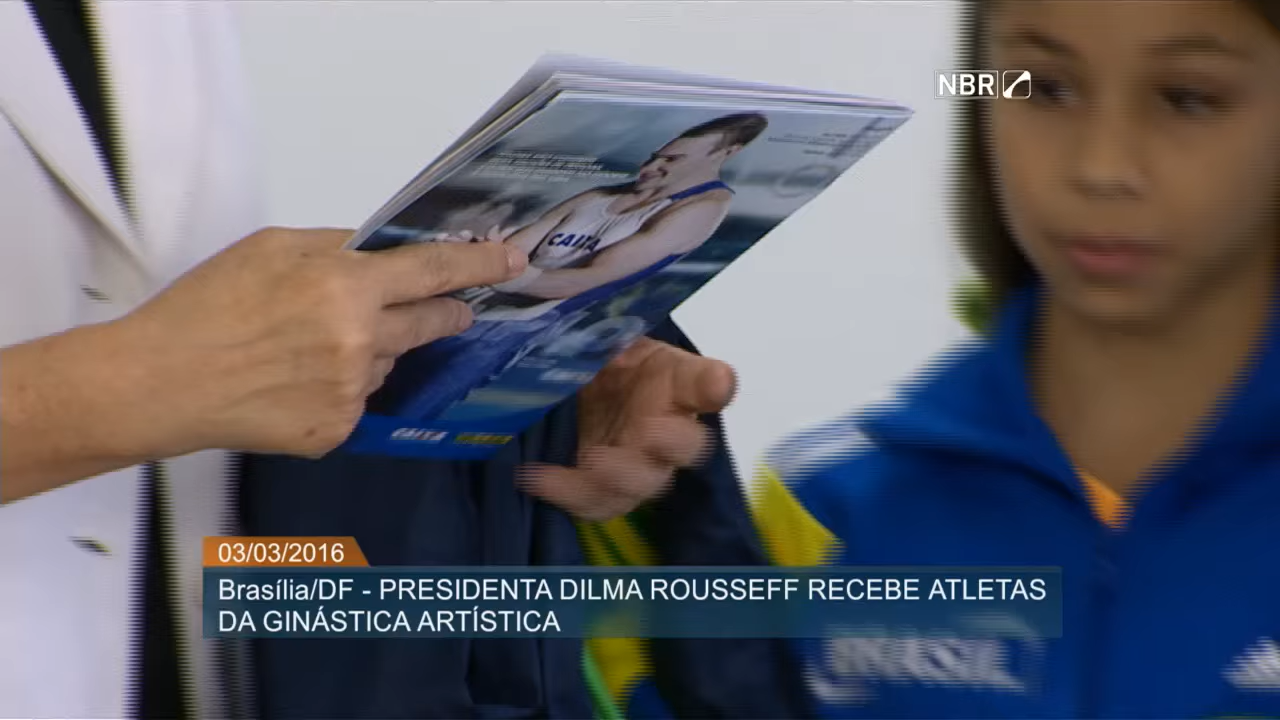 NBR
CAIXA
CAIXA
03/03/2016
Brasília/DF - PRESIDENTA DILMA ROUSSEFF RECEBE ATLETAS
DA GINÁSTICA ARTÍSTICA
BRASIL